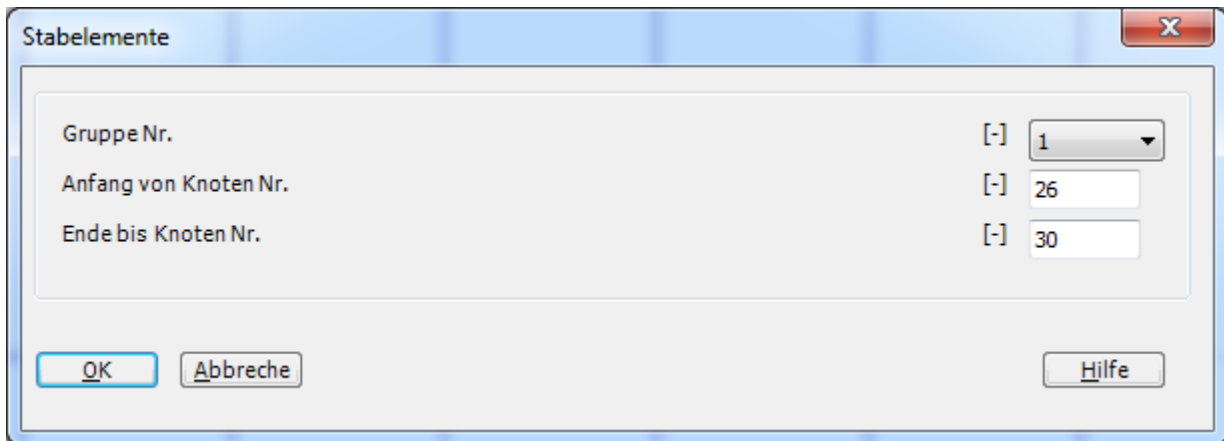 Stabelemente
Gruppe Nr. [-] 1
Anfang von Knoten Nr. [-] 26
Ende bis Knoten Nr. [-] 30
OK Abbreche Hilfe